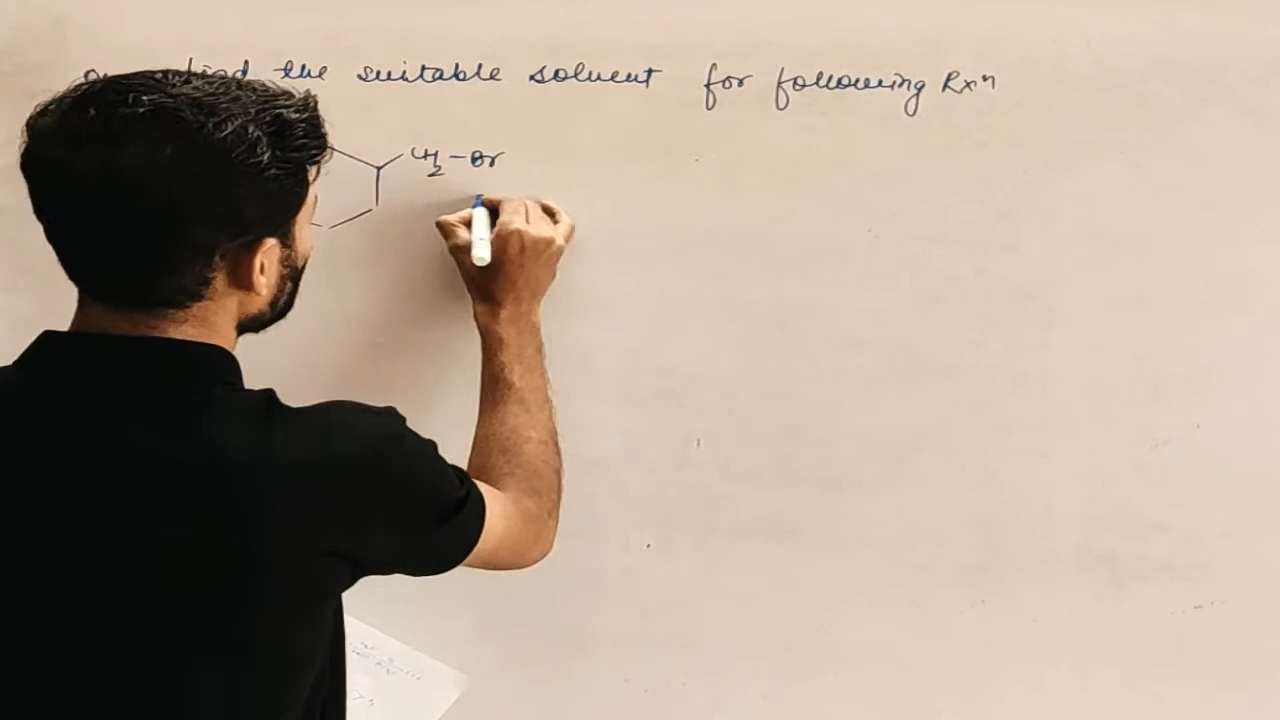 the suitable solvent for following Rxⁿ
CH2-Br